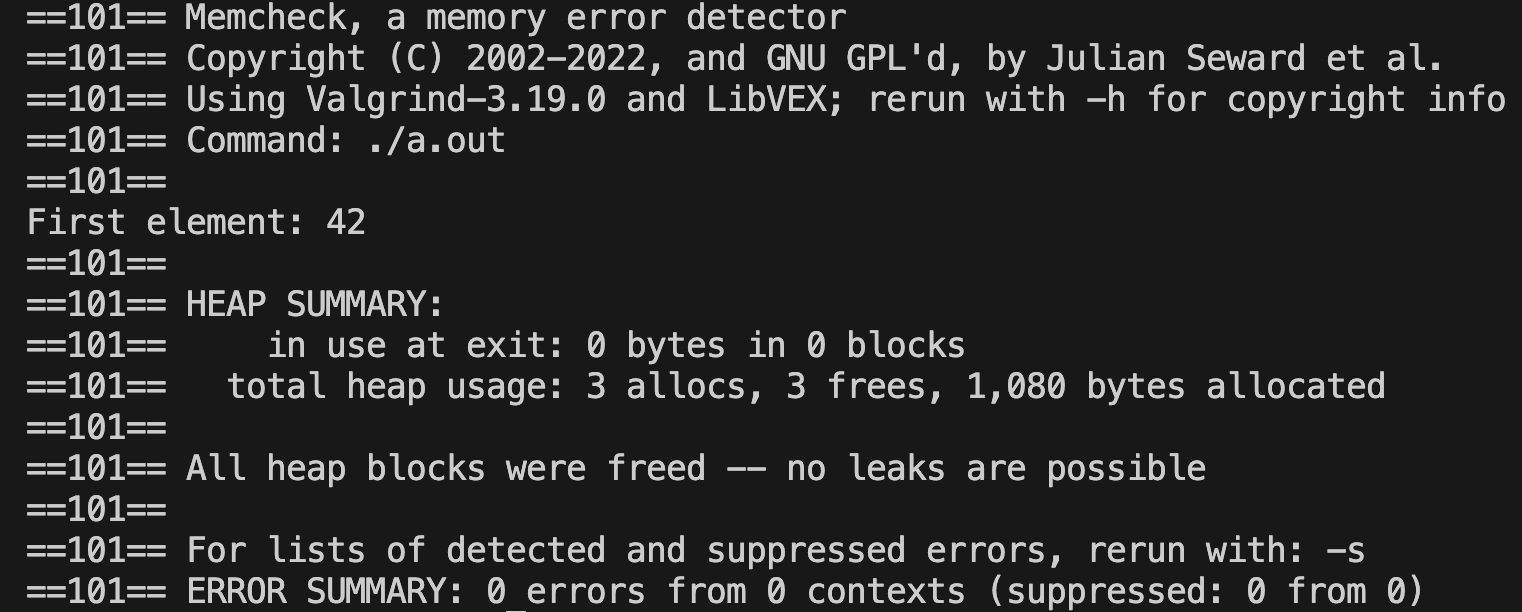 ==101== Memcheck, a memory error detector
==101== Copyright (C) 2002-2022, and GNU GPL'd, by Julian Seward et al.
==101== Using Valgrind-3.19.0 and LibVEX; rerun with -h for copyright info
==101== Command: ./a.out
==101==
First element: 42
==101==
==101== HEAP SUMMARY:
==101==     in use at exit: 0 bytes in 0 blocks
==101==   total heap usage: 3 allocs, 3 frees, 1,080 bytes allocated
==101==
==101== All heap blocks were freed -- no leaks are possible
==101==
==101== For lists of detected and suppressed errors, rerun with: -s
==101== ERROR SUMMARY: 0 errors from 0 contexts (suppressed: 0 from 0)